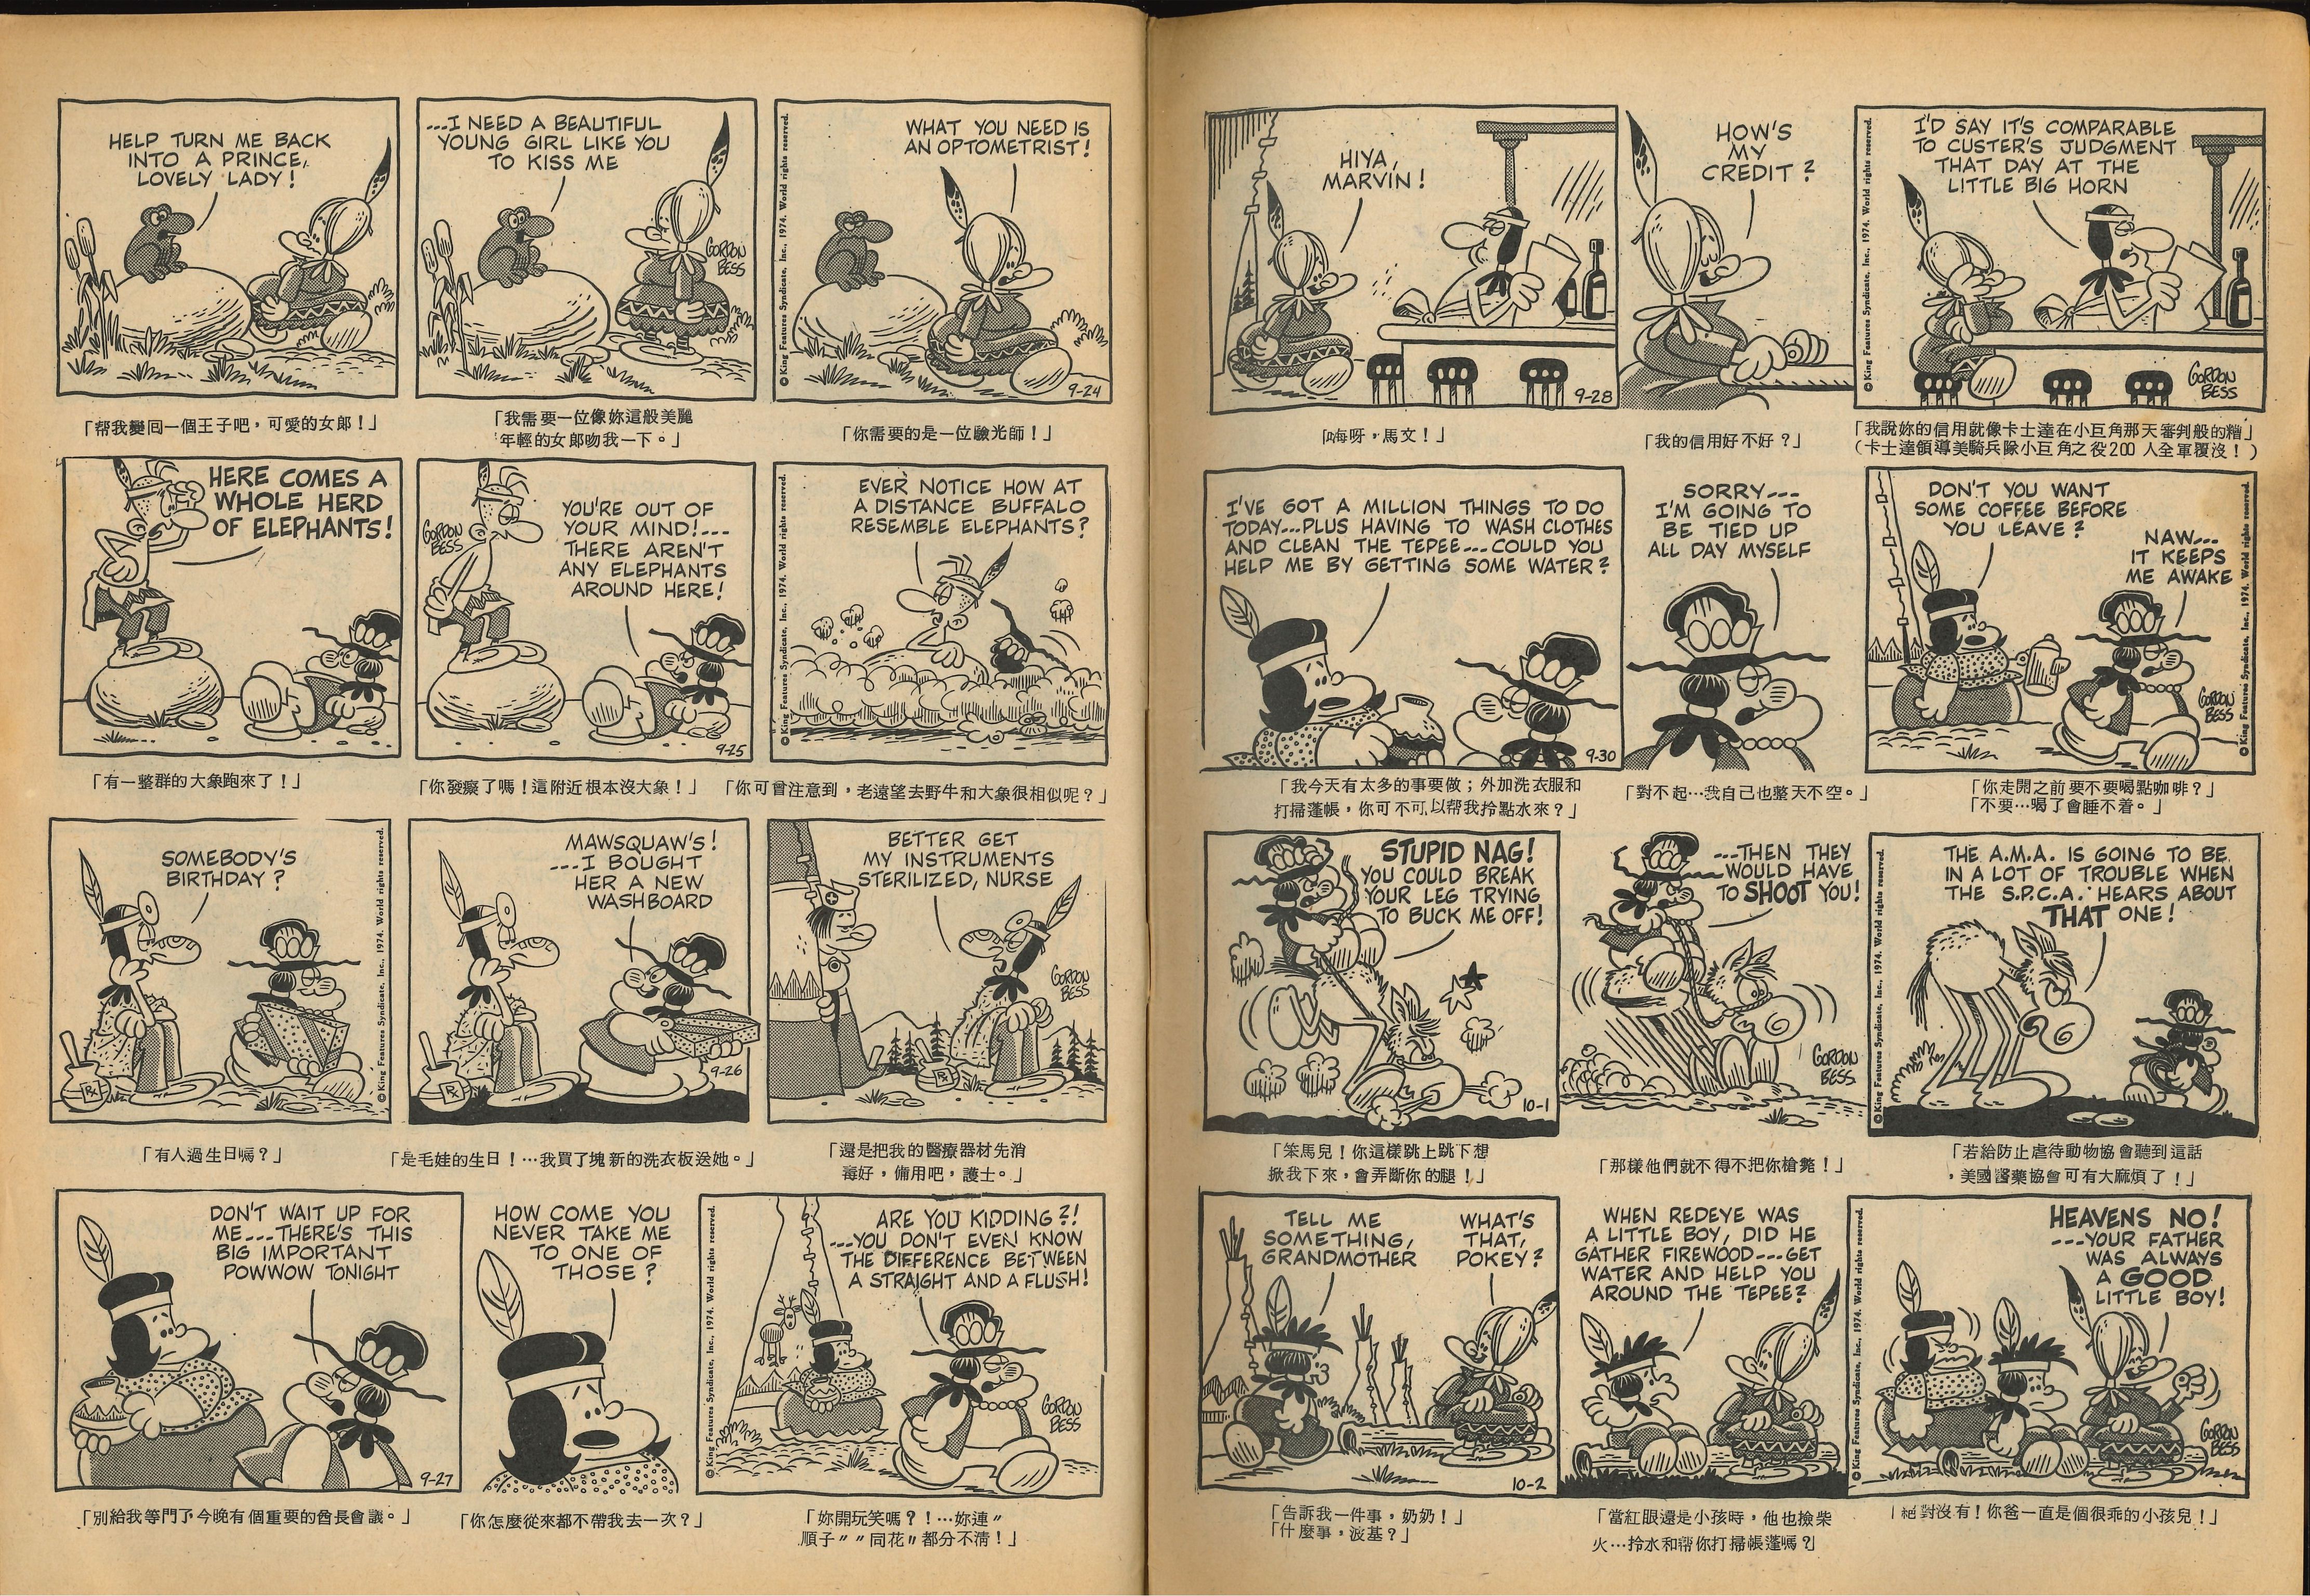 HELP TURN ME BACK
INTO A PRINCE,
LOVELY LADY!
...I NEED A BEAUTIFUL
YOUNG GIRL LIKE YOU
TO KISS ME
GORDON
BESS
© King Features Syndicate, Inc., 1974. World rights reserved.
WHAT YOU NEED IS
AN OPTOMETRIST!
9-24
「帮我變囘一個王子吧，可愛的女郎！」
「我需要一位像妳這般美麗
年輕的女郎吻我一下。」
「你需要的是一位驗光師！」
HERE COMES A
WHOLE HERD
OF ELEPHANTS!
GORDON
BESS
YOU'RE OUT OF
YOUR MIND!---
THERE AREN'T
ANY ELEPHANTS
AROUND HERE!
9-25
© King Features Syndicate, Inc., 1974. World rights reserved.
EVER NOTICE HOW AT
A DISTANCE BUFFALO
RESEMBLE ELEPHANTS?
「有一整群的大象跑來了！」
「你發癡了嗎！這附近根本沒大象！」
「你可曾注意到，老遠望去野牛和大象很相似呢？」
SOMEBODY'S
BIRTHDAY?
© King Features Syndicate, Inc., 1974. World rights reserved.
MAWSQUAW'S!
---I BOUGHT
HER A NEW
WASHBOARD
9-26
BETTER GET
MY INSTRUMENTS
STERILIZED, NURSE
GORDON
BESS
「有人過生日嗎？」
「是毛娃的生日！…我買了塊新的洗衣板送她。」
「還是把我的醫療器材先消
毒好，備用吧，護士。」
DON'T WAIT UP FOR
ME---THERE'S THIS
BIG IMPORTANT
POWWOW TONIGHT
9-27
HOW COME YOU
NEVER TAKE ME
TO ONE OF
THOSE?
© King Features Syndicate, Inc., 1974. World rights reserved.
ARE YOU KIDDING?!
---YOU DON'T EVEN KNOW
THE DIFFERENCE BETWEEN
A STRAIGHT AND A FLUSH!
GORDON
BESS
「別給我等門了今晚有個重要的酋長會議。」
「你怎麼從來都不帶我去一次？」
「妳開玩笑嗎？！…妳連〃
順子〃〃同花〃都分不清！」
HIYA,
MARVIN!
9-28
HOW'S
MY
CREDIT?
© King Features Syndicate, Inc., 1974. World rights reserved.
I'D SAY IT'S COMPARABLE
TO CUSTER'S JUDGMENT
THAT DAY AT THE
LITTLE BIG HORN
GORDON
BESS
「嗨呀，馬文！」
「我的信用好不好？」
「我說妳的信用就像卡士達在小巨角那天審判般的糟」
（卡士達領導美騎兵隊小巨角之役200人全軍覆沒！）
I'VE GOT A MILLION THINGS TO DO
TODAY---PLUS HAVING TO WASH CLOTHES
AND CLEAN THE TEPEE---COULD YOU
HELP ME BY GETTING SOME WATER?
9-30
SORRY---
I'M GOING TO
BE TIED UP
ALL DAY MYSELF
DON'T YOU WANT
SOME COFFEE BEFORE
YOU LEAVE?
NAW---
IT KEEPS
ME AWAKE
GORDON
BESS
© King Features Syndicate, Inc., 1974. World rights reserved.
「我今天有太多的事要做；外加洗衣服和
打掃蓬帳，你可不可以帮我拎點水來？」
「對不起…我自己也整天不空。」
「你走開之前要不要喝點咖啡？」
「不要…喝了會睡不着。」
STUPID NAG!
YOU COULD BREAK
YOUR LEG TRYING
TO BUCK ME OFF!
10-1
---THEN THEY
WOULD HAVE
TO SHOOT YOU!
GORDON
BESS
© King Features Syndicate, Inc., 1974. World rights reserved.
THE A.M.A. IS GOING TO BE
IN A LOT OF TROUBLE WHEN
THE S.P.C.A. HEARS ABOUT
THAT ONE!
「笨馬兒！你這樣跳上跳下想
掀我下來，會弄斷你的腿！」
「那樣他們就不得不把你槍斃！」
「若給防止虐待動物協會聽到這話
，美國醫藥協會可有大麻煩了！」
TELL ME
SOMETHING,
GRANDMOTHER
WHAT'S
THAT,
POKEY?
10-2
WHEN REDEYE WAS
A LITTLE BOY, DID HE
GATHER FIREWOOD---GET
WATER AND HELP YOU
AROUND THE TEPEE?
© King Features Syndicate, Inc., 1974. World rights reserved.
HEAVENS NO!
---YOUR FATHER
WAS ALWAYS
A GOOD
LITTLE BOY!
GORDON
BESS
「告訴我一件事，奶奶！」
「什麼事，波基？」
「當紅眼還是小孩時，他也撿柴
火…拎水和帮你打掃帳蓬嗎？」
「絕對沒有！你爸一直是個很乖的小孩兒！」